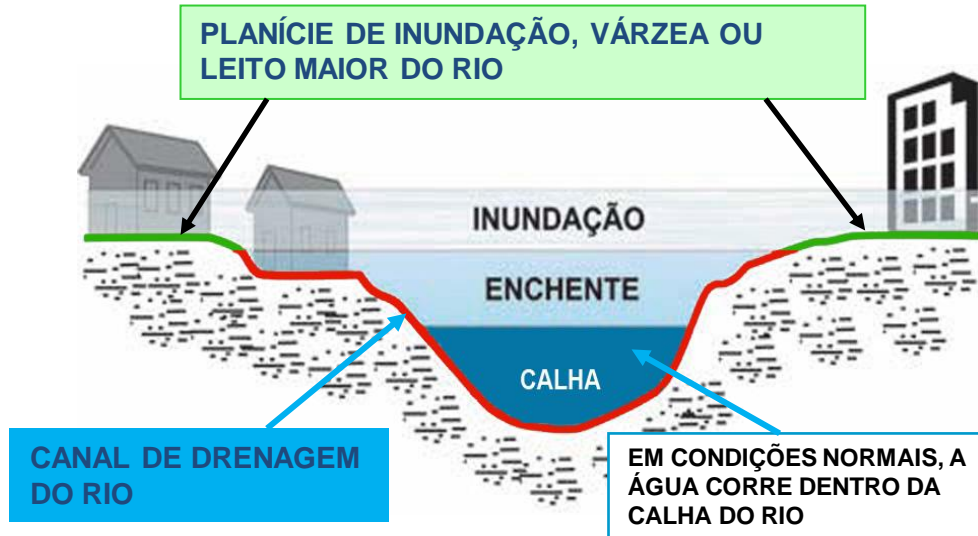 PLANÍCIE DE INUNDAÇÃO, VÁRZEA OU
LEITO MAIOR DO RIO
INUNDAÇÃO
ENCHENTE
CALHA
CANAL DE DRENAGEM
DO RIO
EM CONDIÇÕES NORMAIS, A
ÁGUA CORRE DENTRO DA
CALHA DO RIO